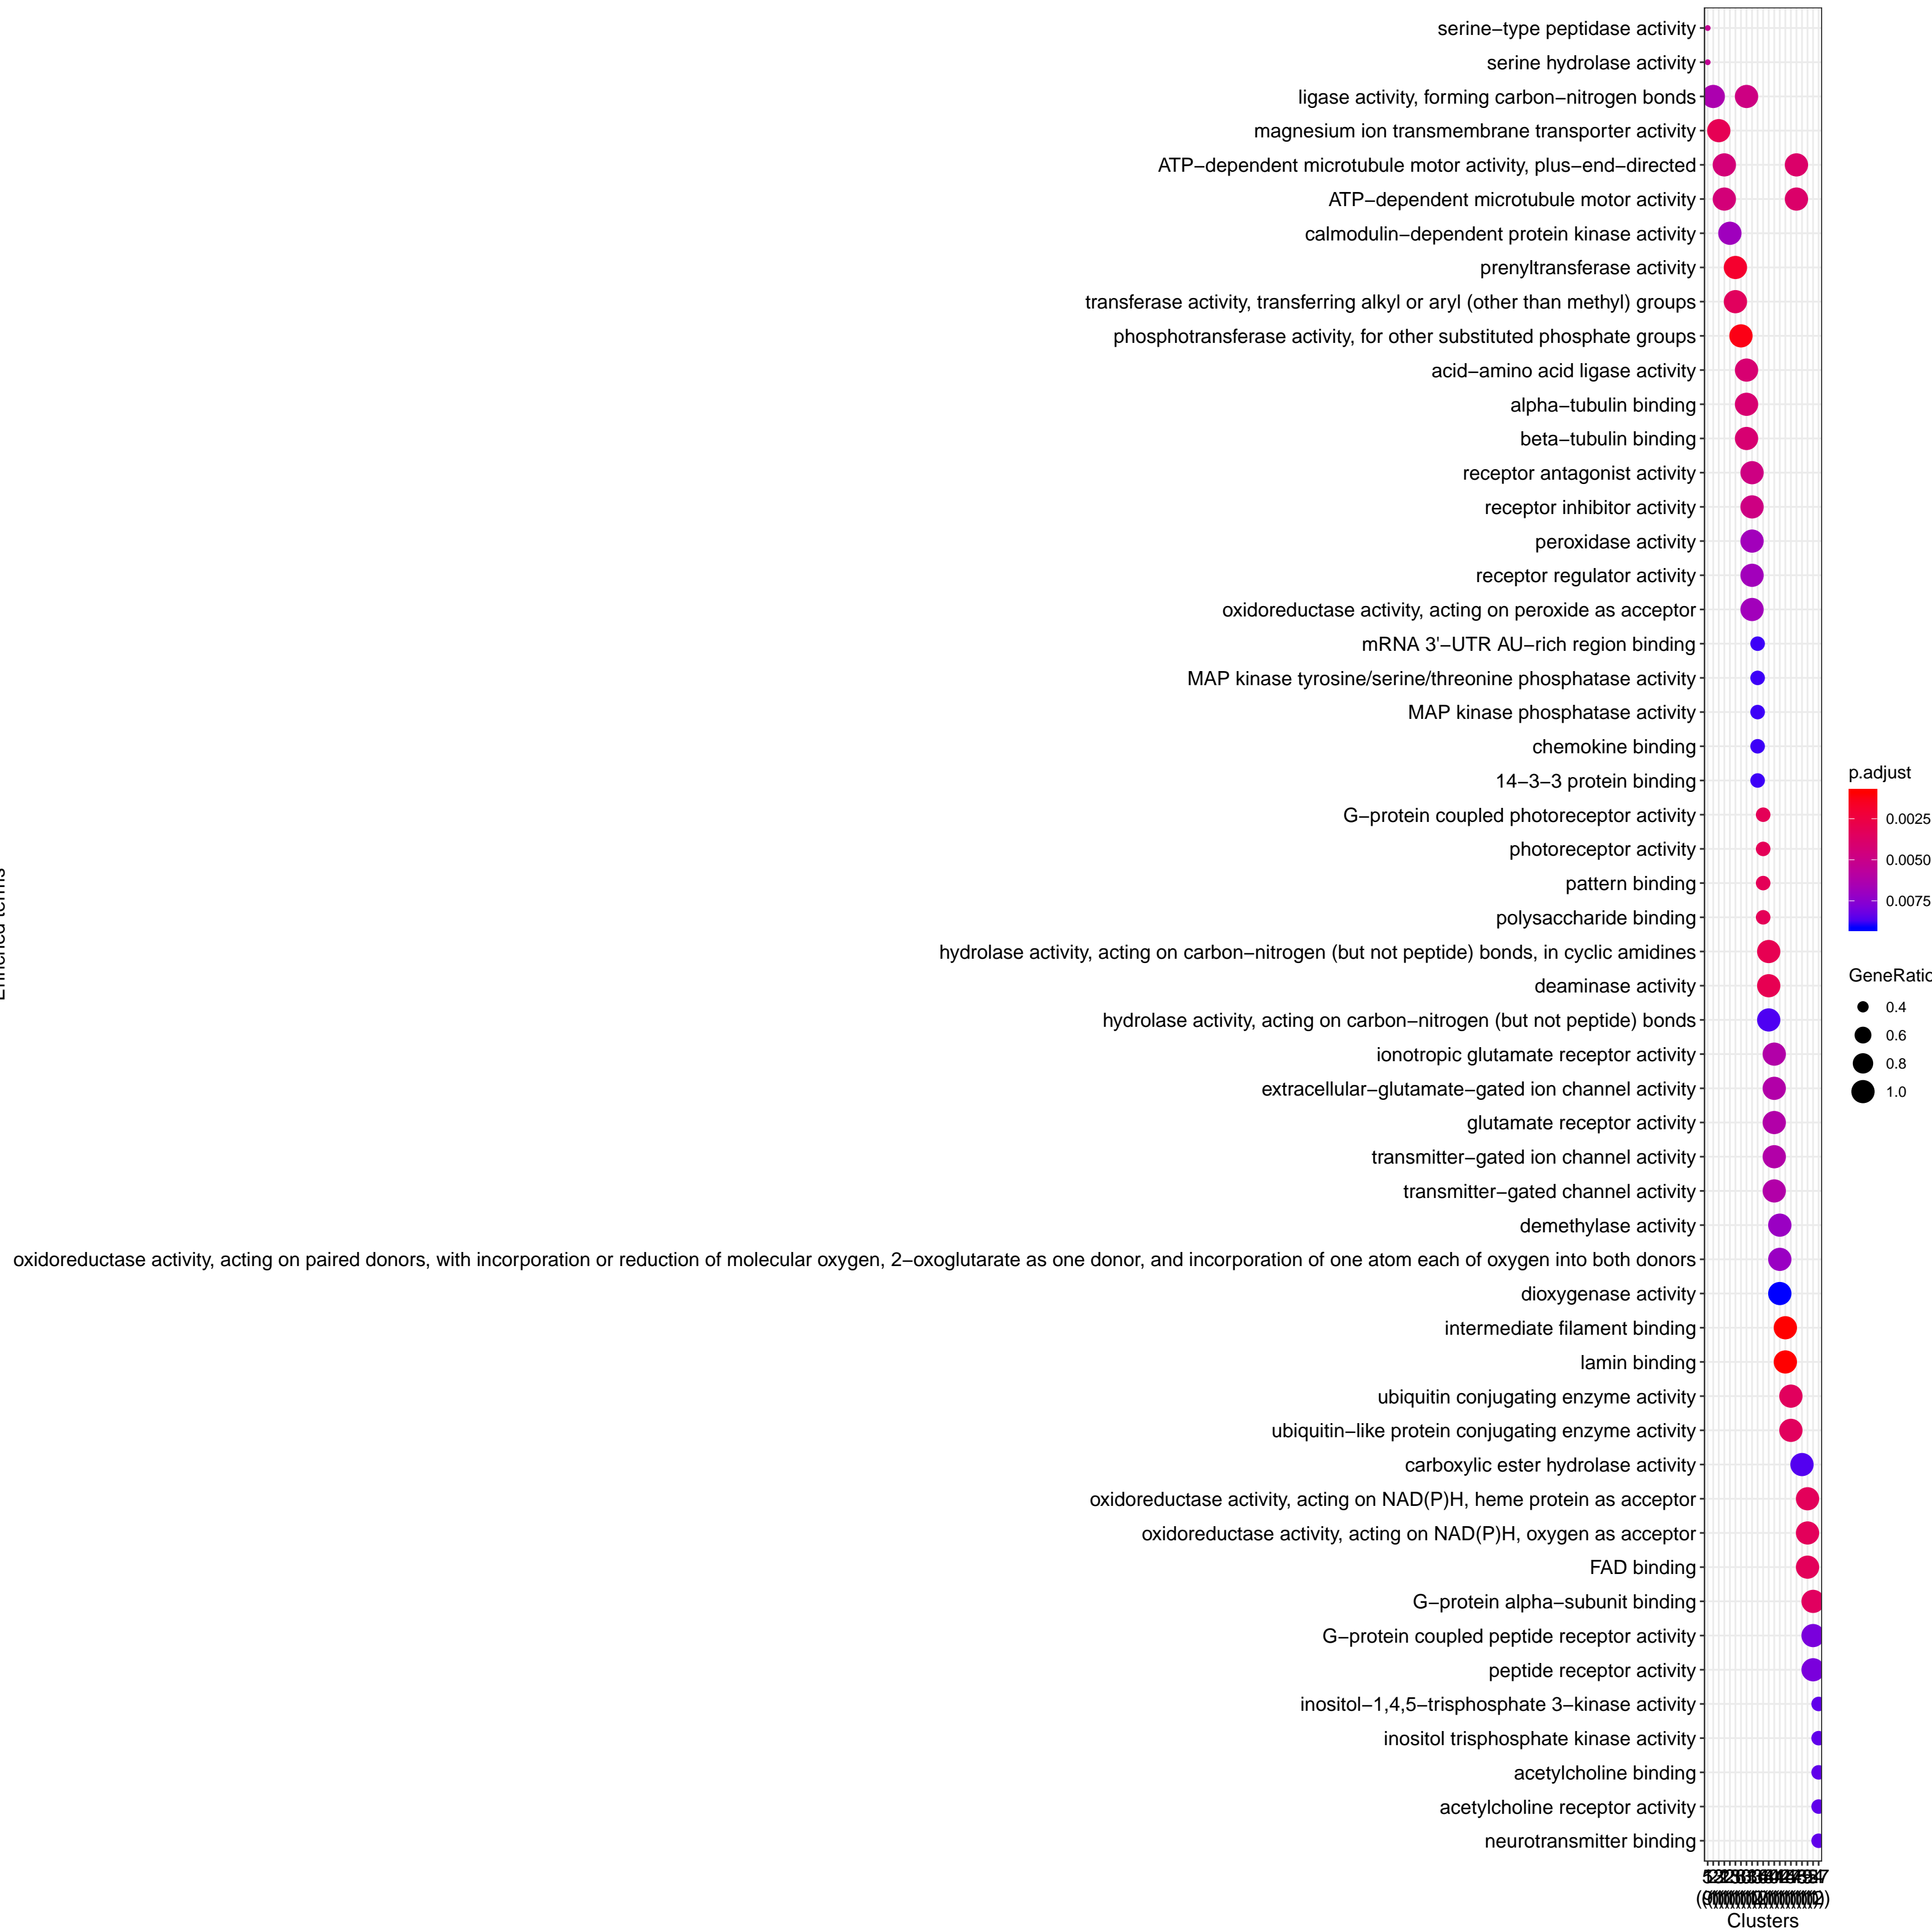 serine−type peptidase activity
serine hydrolase activity
ligase activity, forming carbon−nitrogen bonds
magnesium ion transmembrane transporter activity
ATP−dependent microtubule motor activity, plus−end−directed
ATP−dependent microtubule motor activity
calmodulin−dependent protein kinase activity
prenyltransferase activity
transferase activity, transferring alkyl or aryl (other than methyl) groups
phosphotransferase activity, for other substituted phosphate groups
acid−amino acid ligase activity
alpha−tubulin binding
beta−tubulin binding
receptor antagonist activity
receptor inhibitor activity
peroxidase activity
receptor regulator activity
oxidoreductase activity, acting on peroxide as acceptor
mRNA 3'−UTR AU−rich region binding
MAP kinase tyrosine/serine/threonine phosphatase activity
MAP kinase phosphatase activity
chemokine binding
14−3−3 protein binding
G−protein coupled photoreceptor activity
photoreceptor activity
pattern binding
polysaccharide binding
hydrolase activity, acting on carbon−nitrogen (but not peptide) bonds, in cyclic amidines
deaminase activity
hydrolase activity, acting on carbon−nitrogen (but not peptide) bonds
ionotropic glutamate receptor activity
extracellular−glutamate−gated ion channel activity
glutamate receptor activity
transmitter−gated ion channel activity
transmitter−gated channel activity
demethylase activity
oxidoreductase activity, acting on paired donors, with incorporation or reduction of molecular oxygen, 2−oxoglutarate as one donor, and incorporation of one atom each of oxygen into both donors
dioxygenase activity
intermediate filament binding
lamin binding
ubiquitin conjugating enzyme activity
ubiquitin−like protein conjugating enzyme activity
carboxylic ester hydrolase activity
oxidoreductase activity, acting on NAD(P)H, heme protein as acceptor
oxidoreductase activity, acting on NAD(P)H, oxygen as acceptor
FAD binding
G−protein alpha−subunit binding
G−protein coupled peptide receptor activity
peptide receptor activity
inositol−1,4,5−trisphosphate 3−kinase activity
inositol trisphosphate kinase activity
acetylcholine binding
acetylcholine receptor activity
neurotransmitter binding
Clusters
p.adjust
0.0025
0.0050
0.0075
GeneRatio
0.4
0.6
0.8
1.0